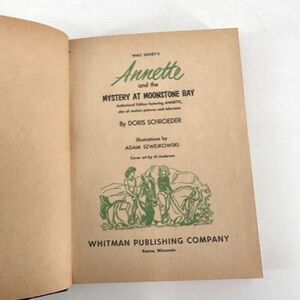 WALT DISNEY'S
Annette
and the
MYSTERY AT MOONSTONE BAY
Authorized Edition featuring ANNETTE,
star of motion pictures and television
By DORIS SCHROEDER
Illustrations by
ADAM SZWEJKOWSKI
Cover art by Al Andersen
WHITMAN PUBLISHING COMPANY
Racine, Wisconsin